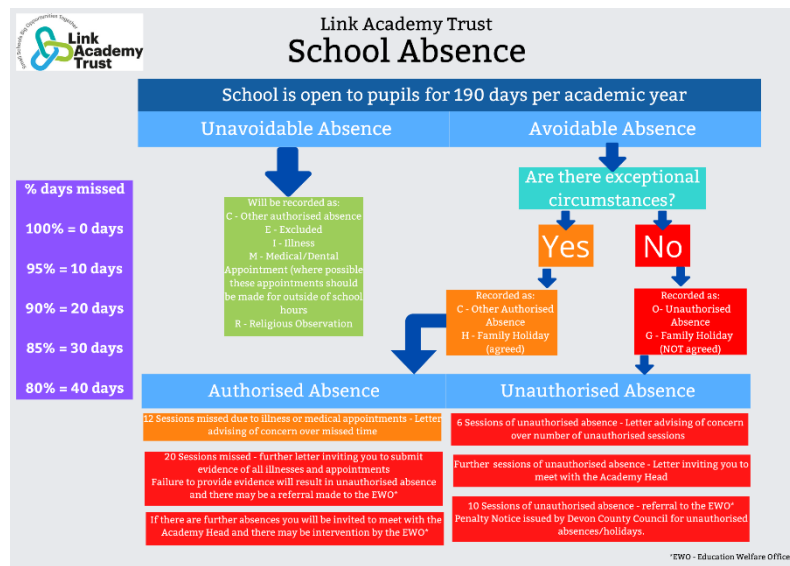 Small Schools Big Opportunities Together
Link
Academy
Trust
Link Academy Trust
School Absence
School is open to pupils for 190 days per academic year
Unavoidable Absence
Avoidable Absence
% days missed
100% = 0 days
95% = 10 days
90% = 20 days
85% = 30 days
80% = 40 days
Will be recorded as:
C - Other authorised absence
E - Excluded
I - Illness
M - Medical/Dental
Appointment (where possible
these appointments should
be made for outside of school
hours
R - Religious Observation
Are there exceptional
circumstances?
Yes
No
Recorded as:
C - Other Authorised
Absence
H - Family Holiday
(agreed)
Recorded as:
O- Unauthorised
Absence
G - Family Holiday
(NOT agreed)
Authorised Absence
Unauthorised Absence
12 Sessions missed due to illness or medical appointments - Letter
advising of concern over missed time
20 Sessions missed - further letter inviting you to submit
evidence of all illnesses and appointments
Failure to provide evidence will result in unauthorised absence
and there may be a referral made to the EWO*
If there are further absences you will be invited to meet with the
Academy Head and there may be intervention by the EWO*
6 Sessions of unauthorised absence - Letter advising of concern
over number of unauthorised sessions
Further sessions of unauthorised absence - Letter inviting you to
meet with the Academy Head
10 Sessions of unauthorised absence - referral to the EWO*
Penalty Notice issued by Devon County Council for unauthorised
absences/holidays.
*EWO - Education Welfare Office